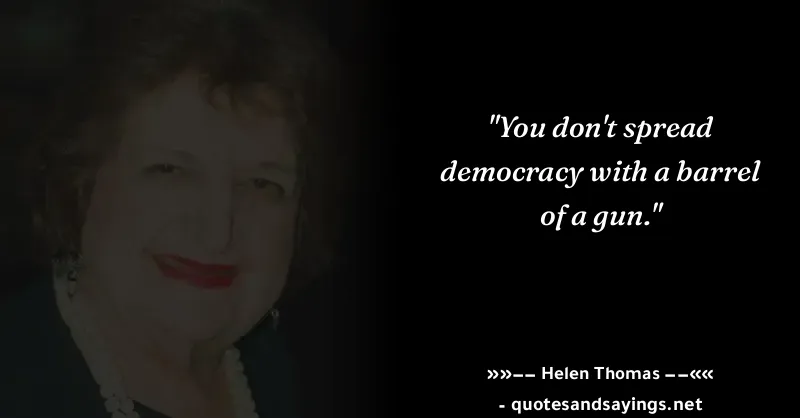 "You don't spread
democracy with a barrel
of a gun."
»»-- Helen Thomas --««
- quotesandsayings.net